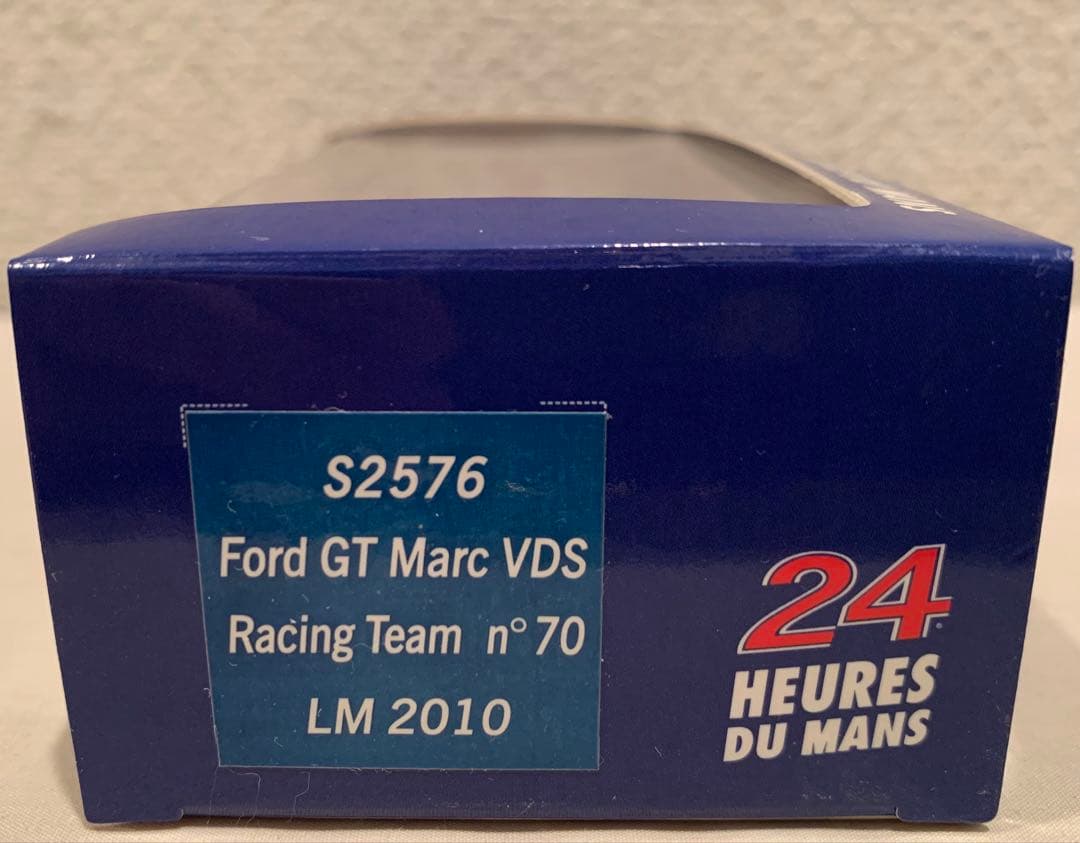 S2576
Ford GT Marc VDS
Racing Team n° 70
LM 2010
24
HEURES
DU MANS